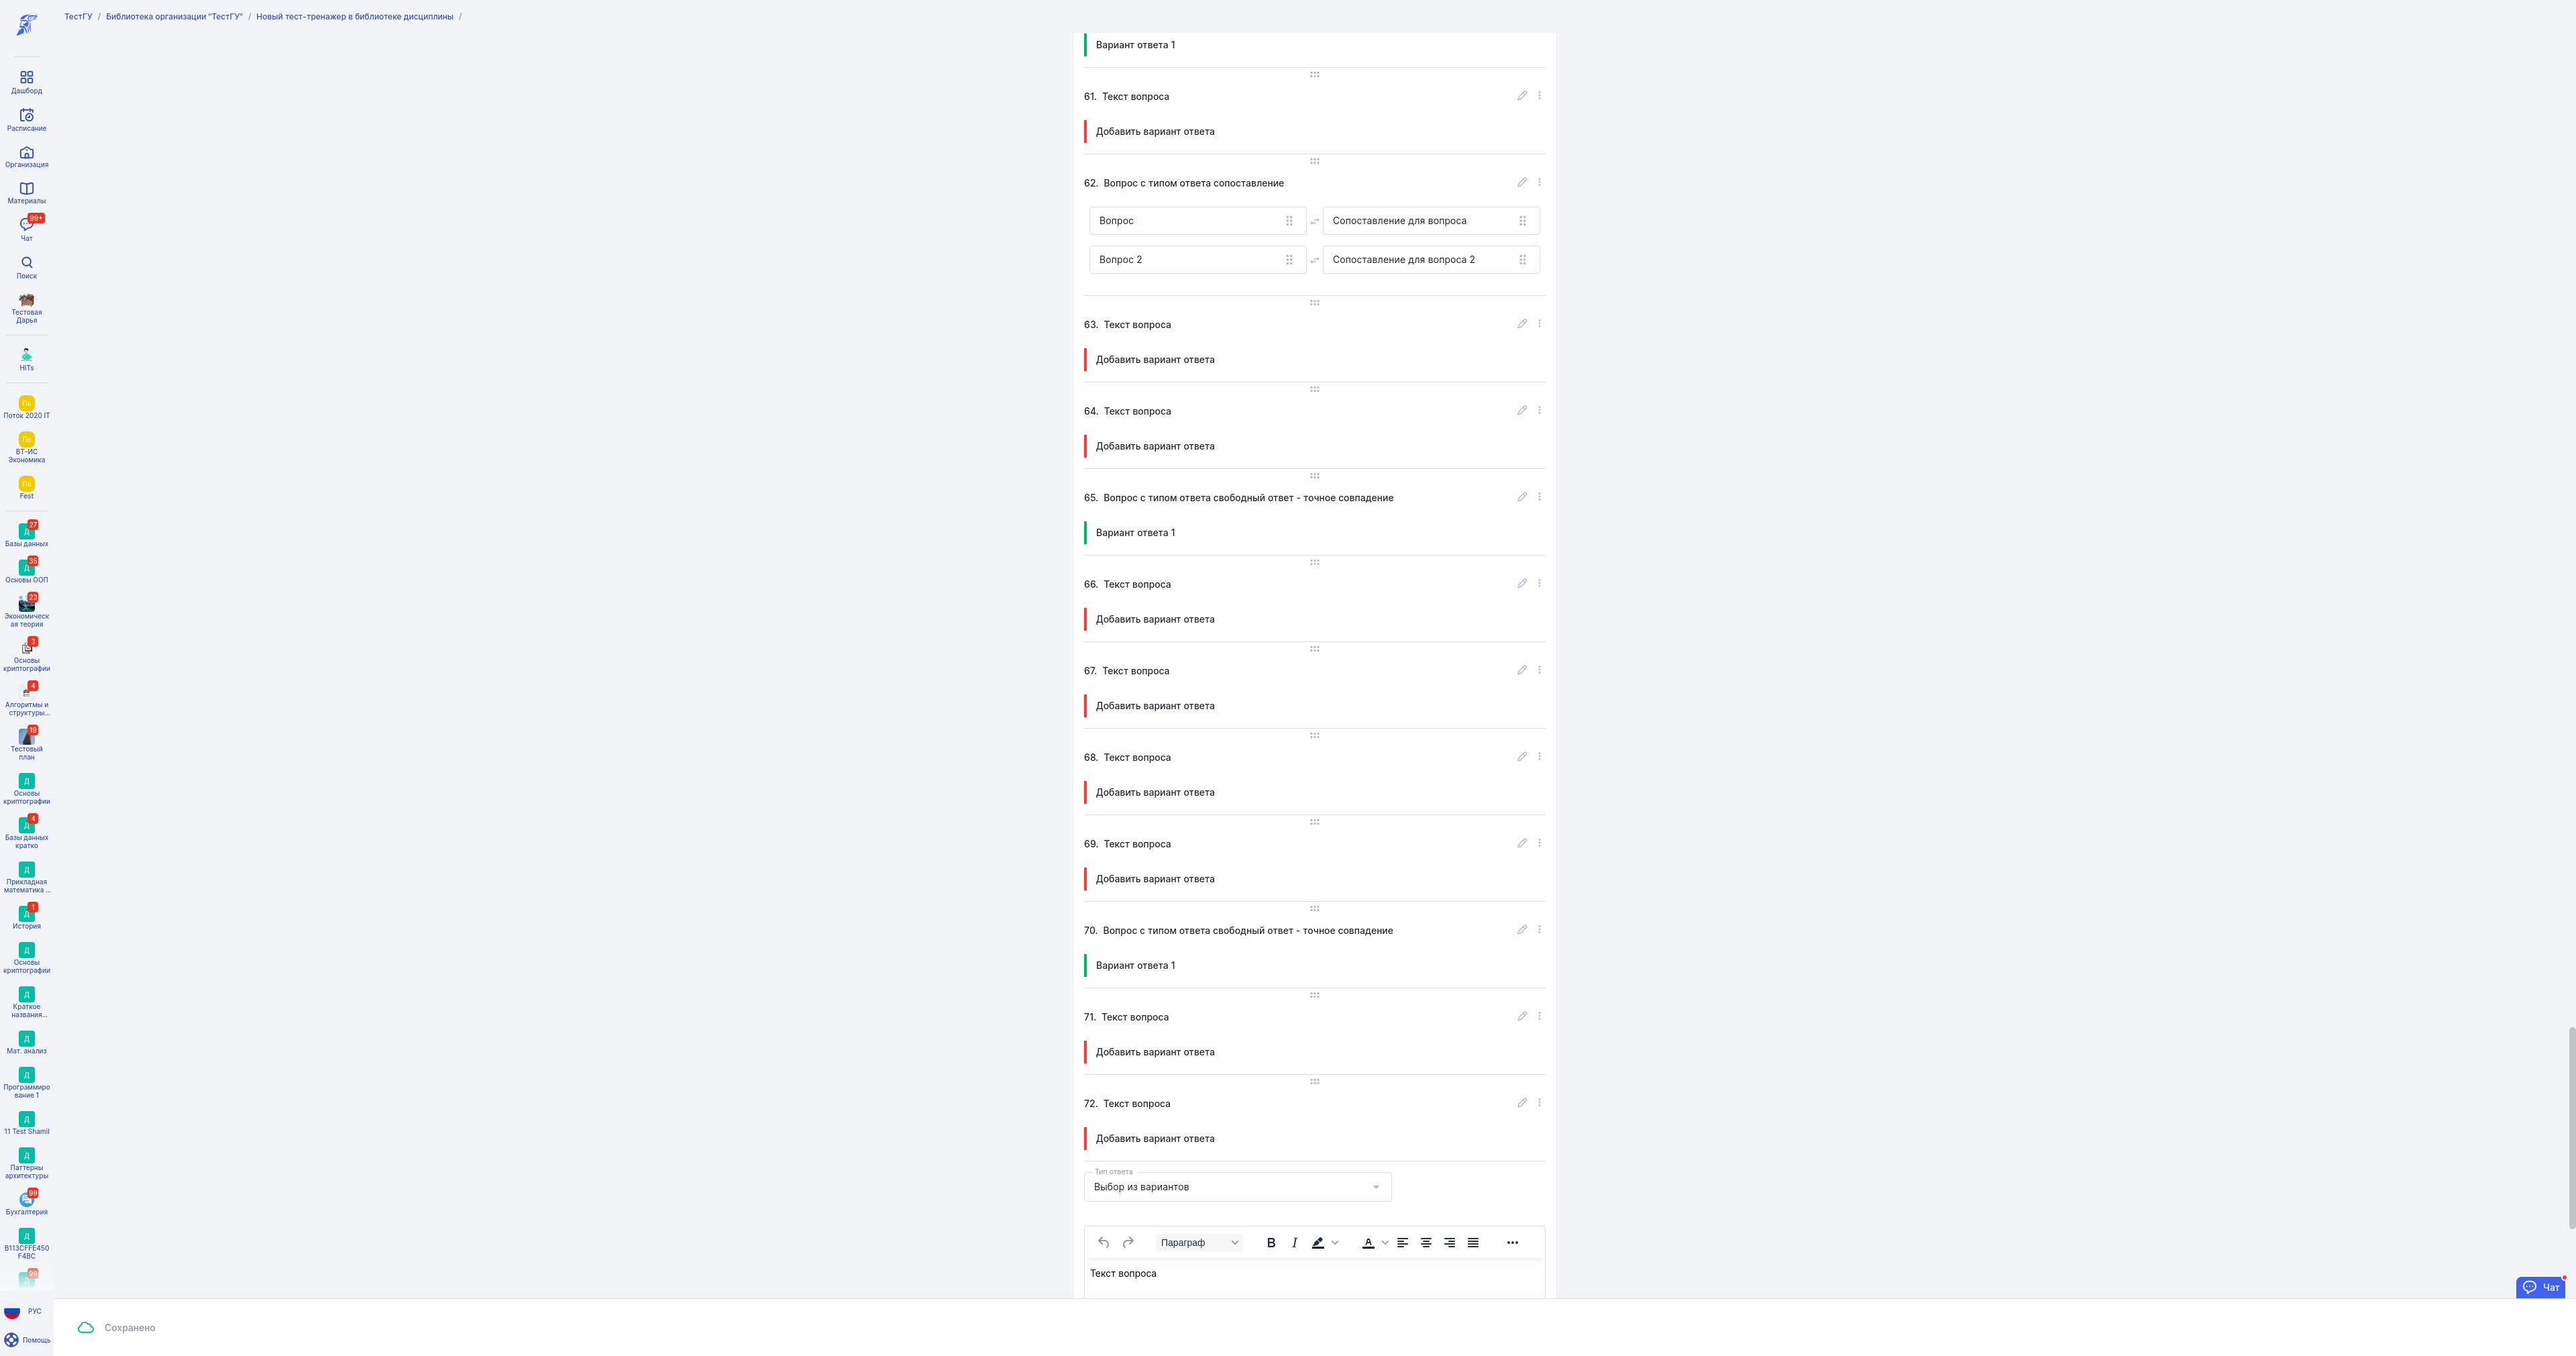 ТестГУ / Библиотека организации "ТестГУ" / Новый тест-тренажер в библиотеке дисциплины /
Дашборд
Расписание
Организация
Материалы
99+
Чат
Поиск
Тестовая
Дарья
HITs
По
Поток 2020 IT
По
ВТ-ИС
Экономика
По
Fest
27
Д
Базы данных
35
Д
Основы ООП
23
Экономическ
ая теория
3
Основы
криптографии
4
Алгоритмы и
структуры...
19
Тестовый
план
Д
Основы
криптографии
4
Д
Базы данных
кратко
Д
Прикладная
математика ...
1
Д
История
Д
Основы
криптографии
Д
Краткое
названия...
Д
Мат. анализ
Д
Программиро
вание 1
Д
11 Test Shamil
Д
Паттерны
архитектуры
99
Бухгалтерия
Д
B113CFFE450
F4BC
99
Д
РУС
Помощь
Вариант ответа 1
61. Текст вопроса
Добавить вариант ответа
62. Вопрос с типом ответа сопоставление
Вопрос
Сопоставление для вопроса
Вопрос 2
Сопоставление для вопроса 2
63. Текст вопроса
Добавить вариант ответа
64. Текст вопроса
Добавить вариант ответа
65. Вопрос с типом ответа свободный ответ - точное совпадение
Вариант ответа 1
66. Текст вопроса
Добавить вариант ответа
67. Текст вопроса
Добавить вариант ответа
68. Текст вопроса
Добавить вариант ответа
69. Текст вопроса
Добавить вариант ответа
70. Вопрос с типом ответа свободный ответ - точное совпадение
Вариант ответа 1
71. Текст вопроса
Добавить вариант ответа
72. Текст вопроса
Добавить вариант ответа
Тип ответа
Выбор из вариантов
Параграф
B I A
Текст вопроса
Чат
Сохранено